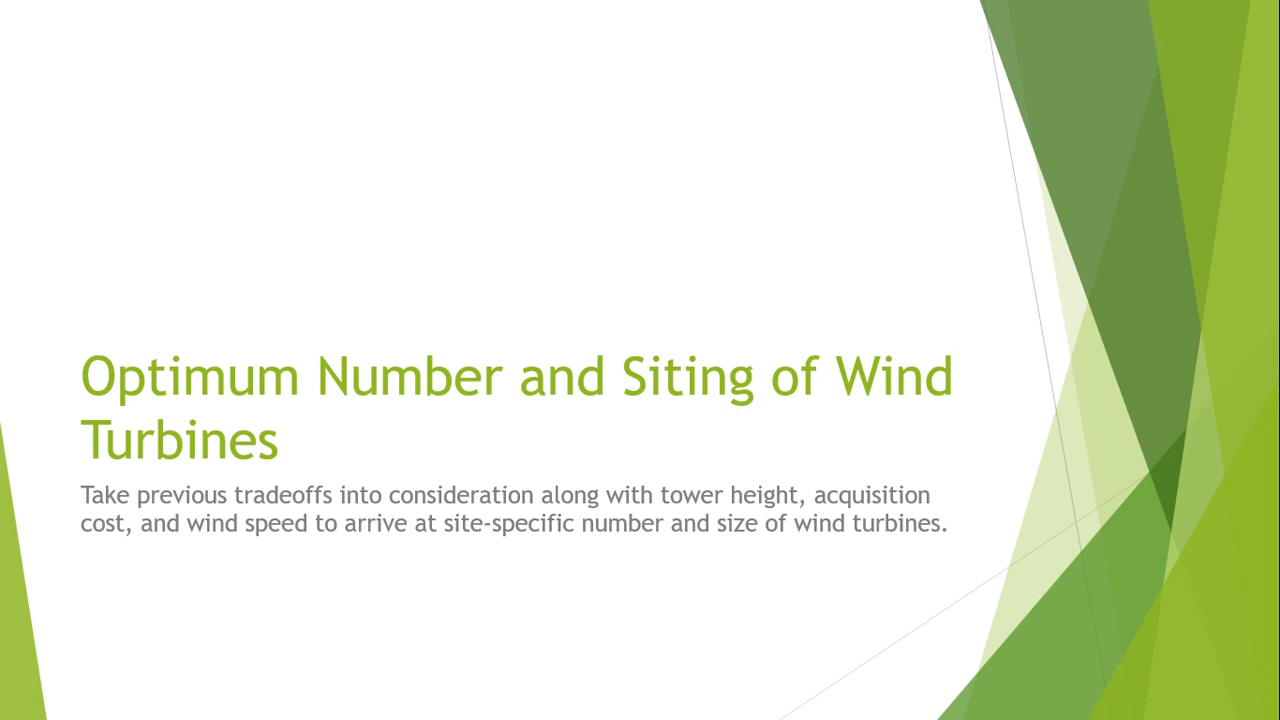 Optimum Number and Siting of Wind
Turbines
Take previous tradeoffs into consideration along with tower height, acquisition
cost, and wind speed to arrive at site-specific number and size of wind turbines.